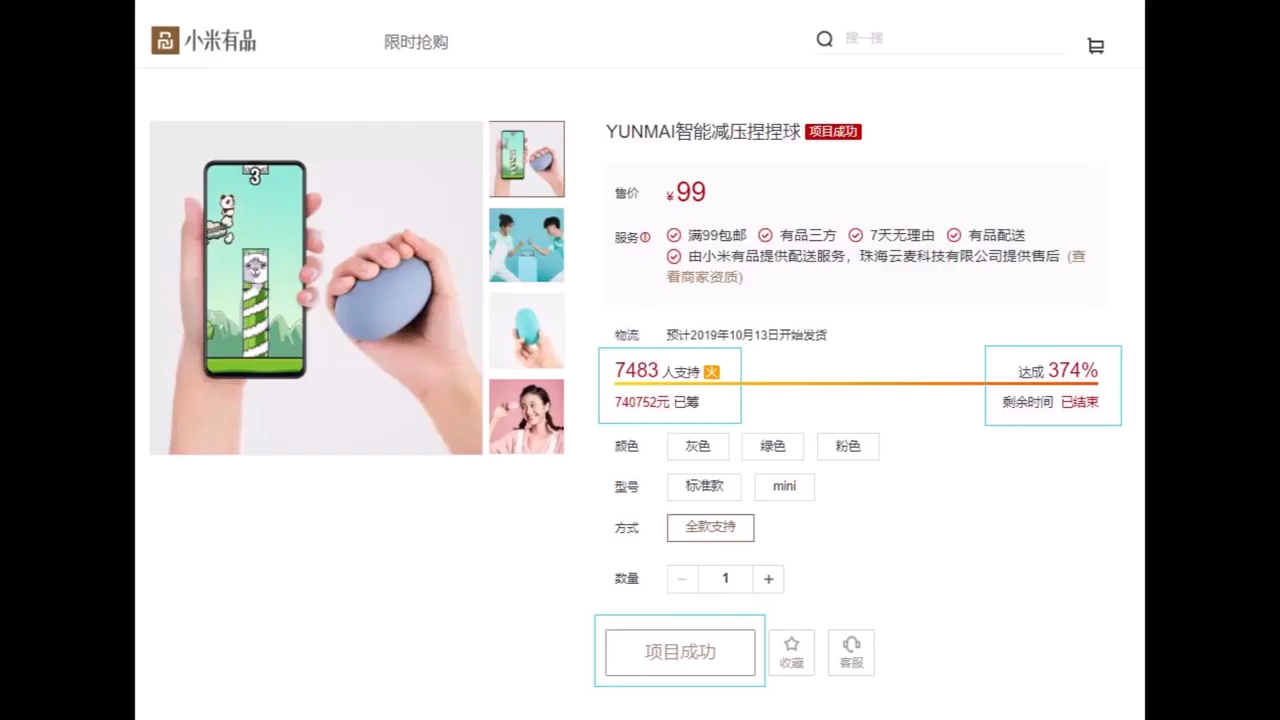 小米有品
限时抢购
搜一搜
3
YUNMAI智能减压捏捏球 项目成功
售价 ¥99
服务 满99包邮 有品三方 7天无理由 有品配送
由小米有品提供配送服务，珠海云麦科技有限公司提供售后 (查
看商家资质)
物流 预计2019年10月13日开始发货
7483 人支持 火 达成 374%
740752元 已筹 剩余时间 已结束
颜色 灰色 绿色 粉色
型号 标准款 mini
方式 全款支持
数量 − 1 +
项目成功 收藏 客服